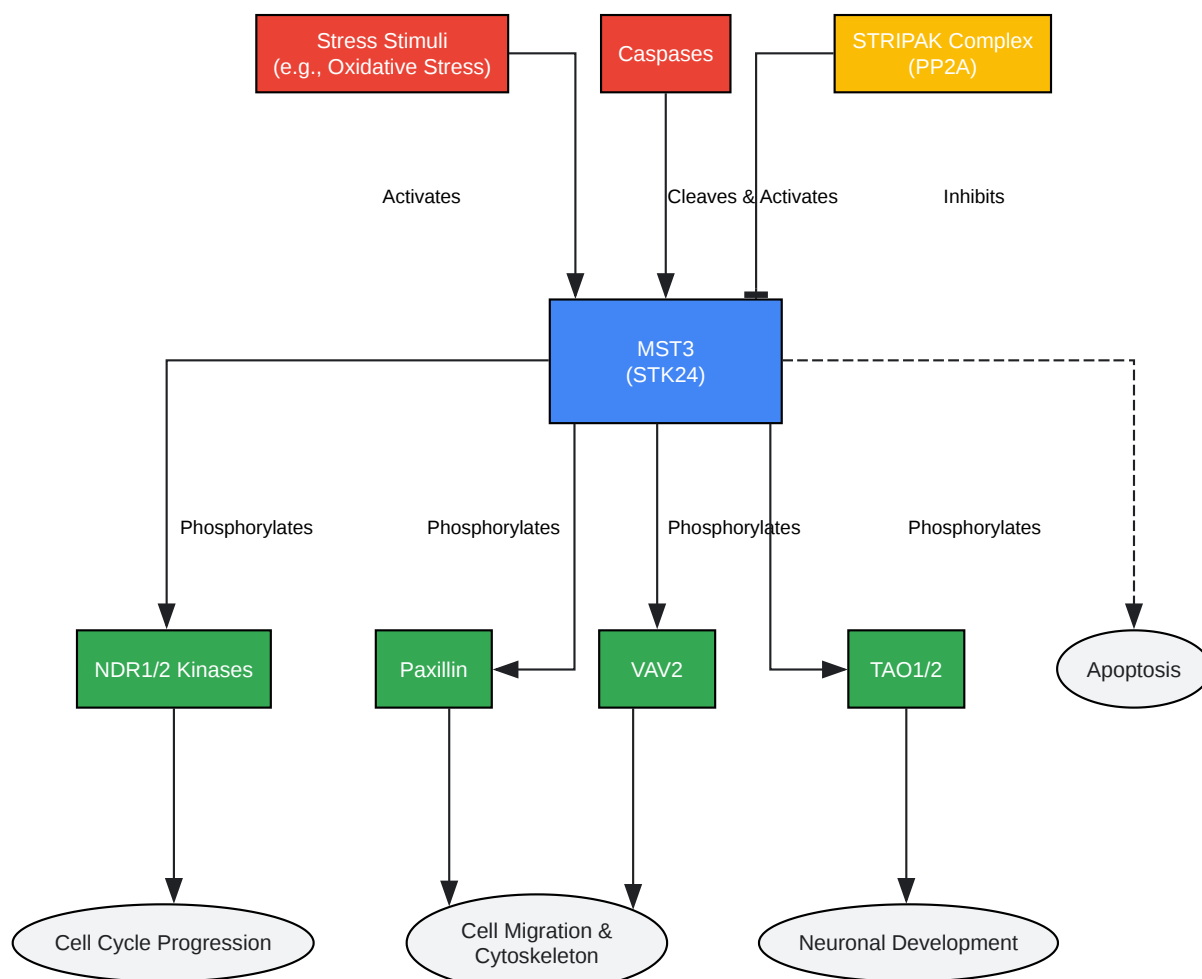 Stress Stimuli
(e.g., Oxidative Stress)
Caspases
STRIPAK Complex
(PP2A)
Activates
Cleaves & Activates
Inhibits
MST3
(STK24)
Phosphorylates
Phosphorylates
Phosphorylates
Phosphorylates
NDR1/2 Kinases
Paxillin
VAV2
TAO1/2
Apoptosis
Cell Cycle Progression
Cell Migration &
Cytoskeleton
Neuronal Development